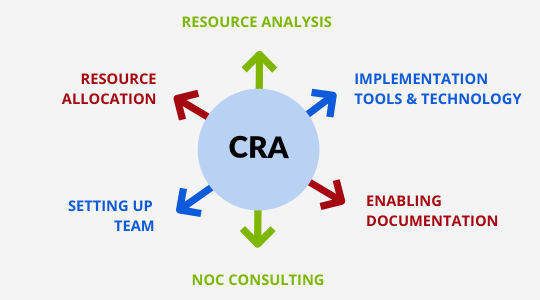 RESOURCE ANALYSIS
RESOURCE
ALLOCATION
IMPLEMENTATION
TOOLS & TECHNOLOGY
CRA
SETTING UP
TEAM
ENABLING
DOCUMENTATION
NOC CONSULTING